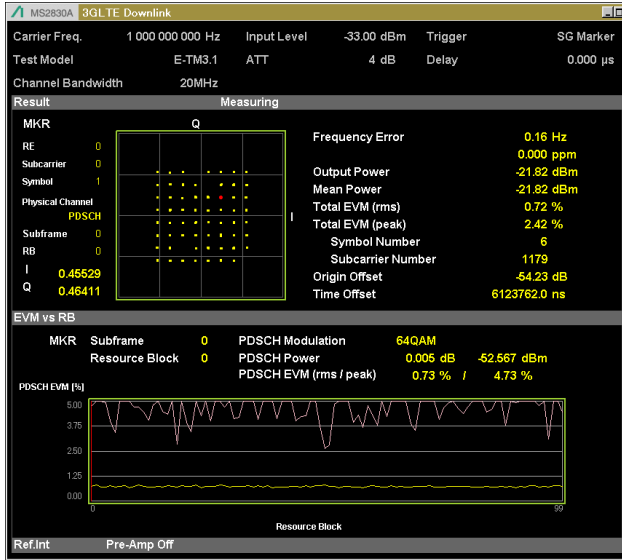 MS2830A 3GLTE Downlink
Carrier Freq. 1 000 000 000 Hz Input Level -33.00 dBm Trigger SG Marker
Test Model E-TM3.1 ATT 4 dB Delay 0.000 µs
Channel Bandwidth 20MHz
Result Measuring
MKR Q
Frequency Error 0.16 Hz
RE 0
0.000 ppm
Subcarrier 0
Output Power -21.82 dBm
Symbol 1
Mean Power -21.82 dBm
Physical Channel
Total EVM (rms) 0.72 %
PDSCH I
Total EVM (peak) 2.42 %
Subframe 0
Symbol Number 6
RB 0
Subcarrier Number 1179
I 0.45529
Origin Offset -54.23 dB
Q 0.46411
Time Offset 6123762.0 ns
EVM vs RB
MKR Subframe 0 PDSCH Modulation 64QAM
Resource Block 0 PDSCH Power 0.005 dB -52.567 dBm
PDSCH EVM (rms / peak) 0.73 % / 4.73 %
PDSCH EVM [%]
5.00
3.75
2.50
1.25
0.00
0 99
Resource Block
Ref.Int Pre-Amp Off